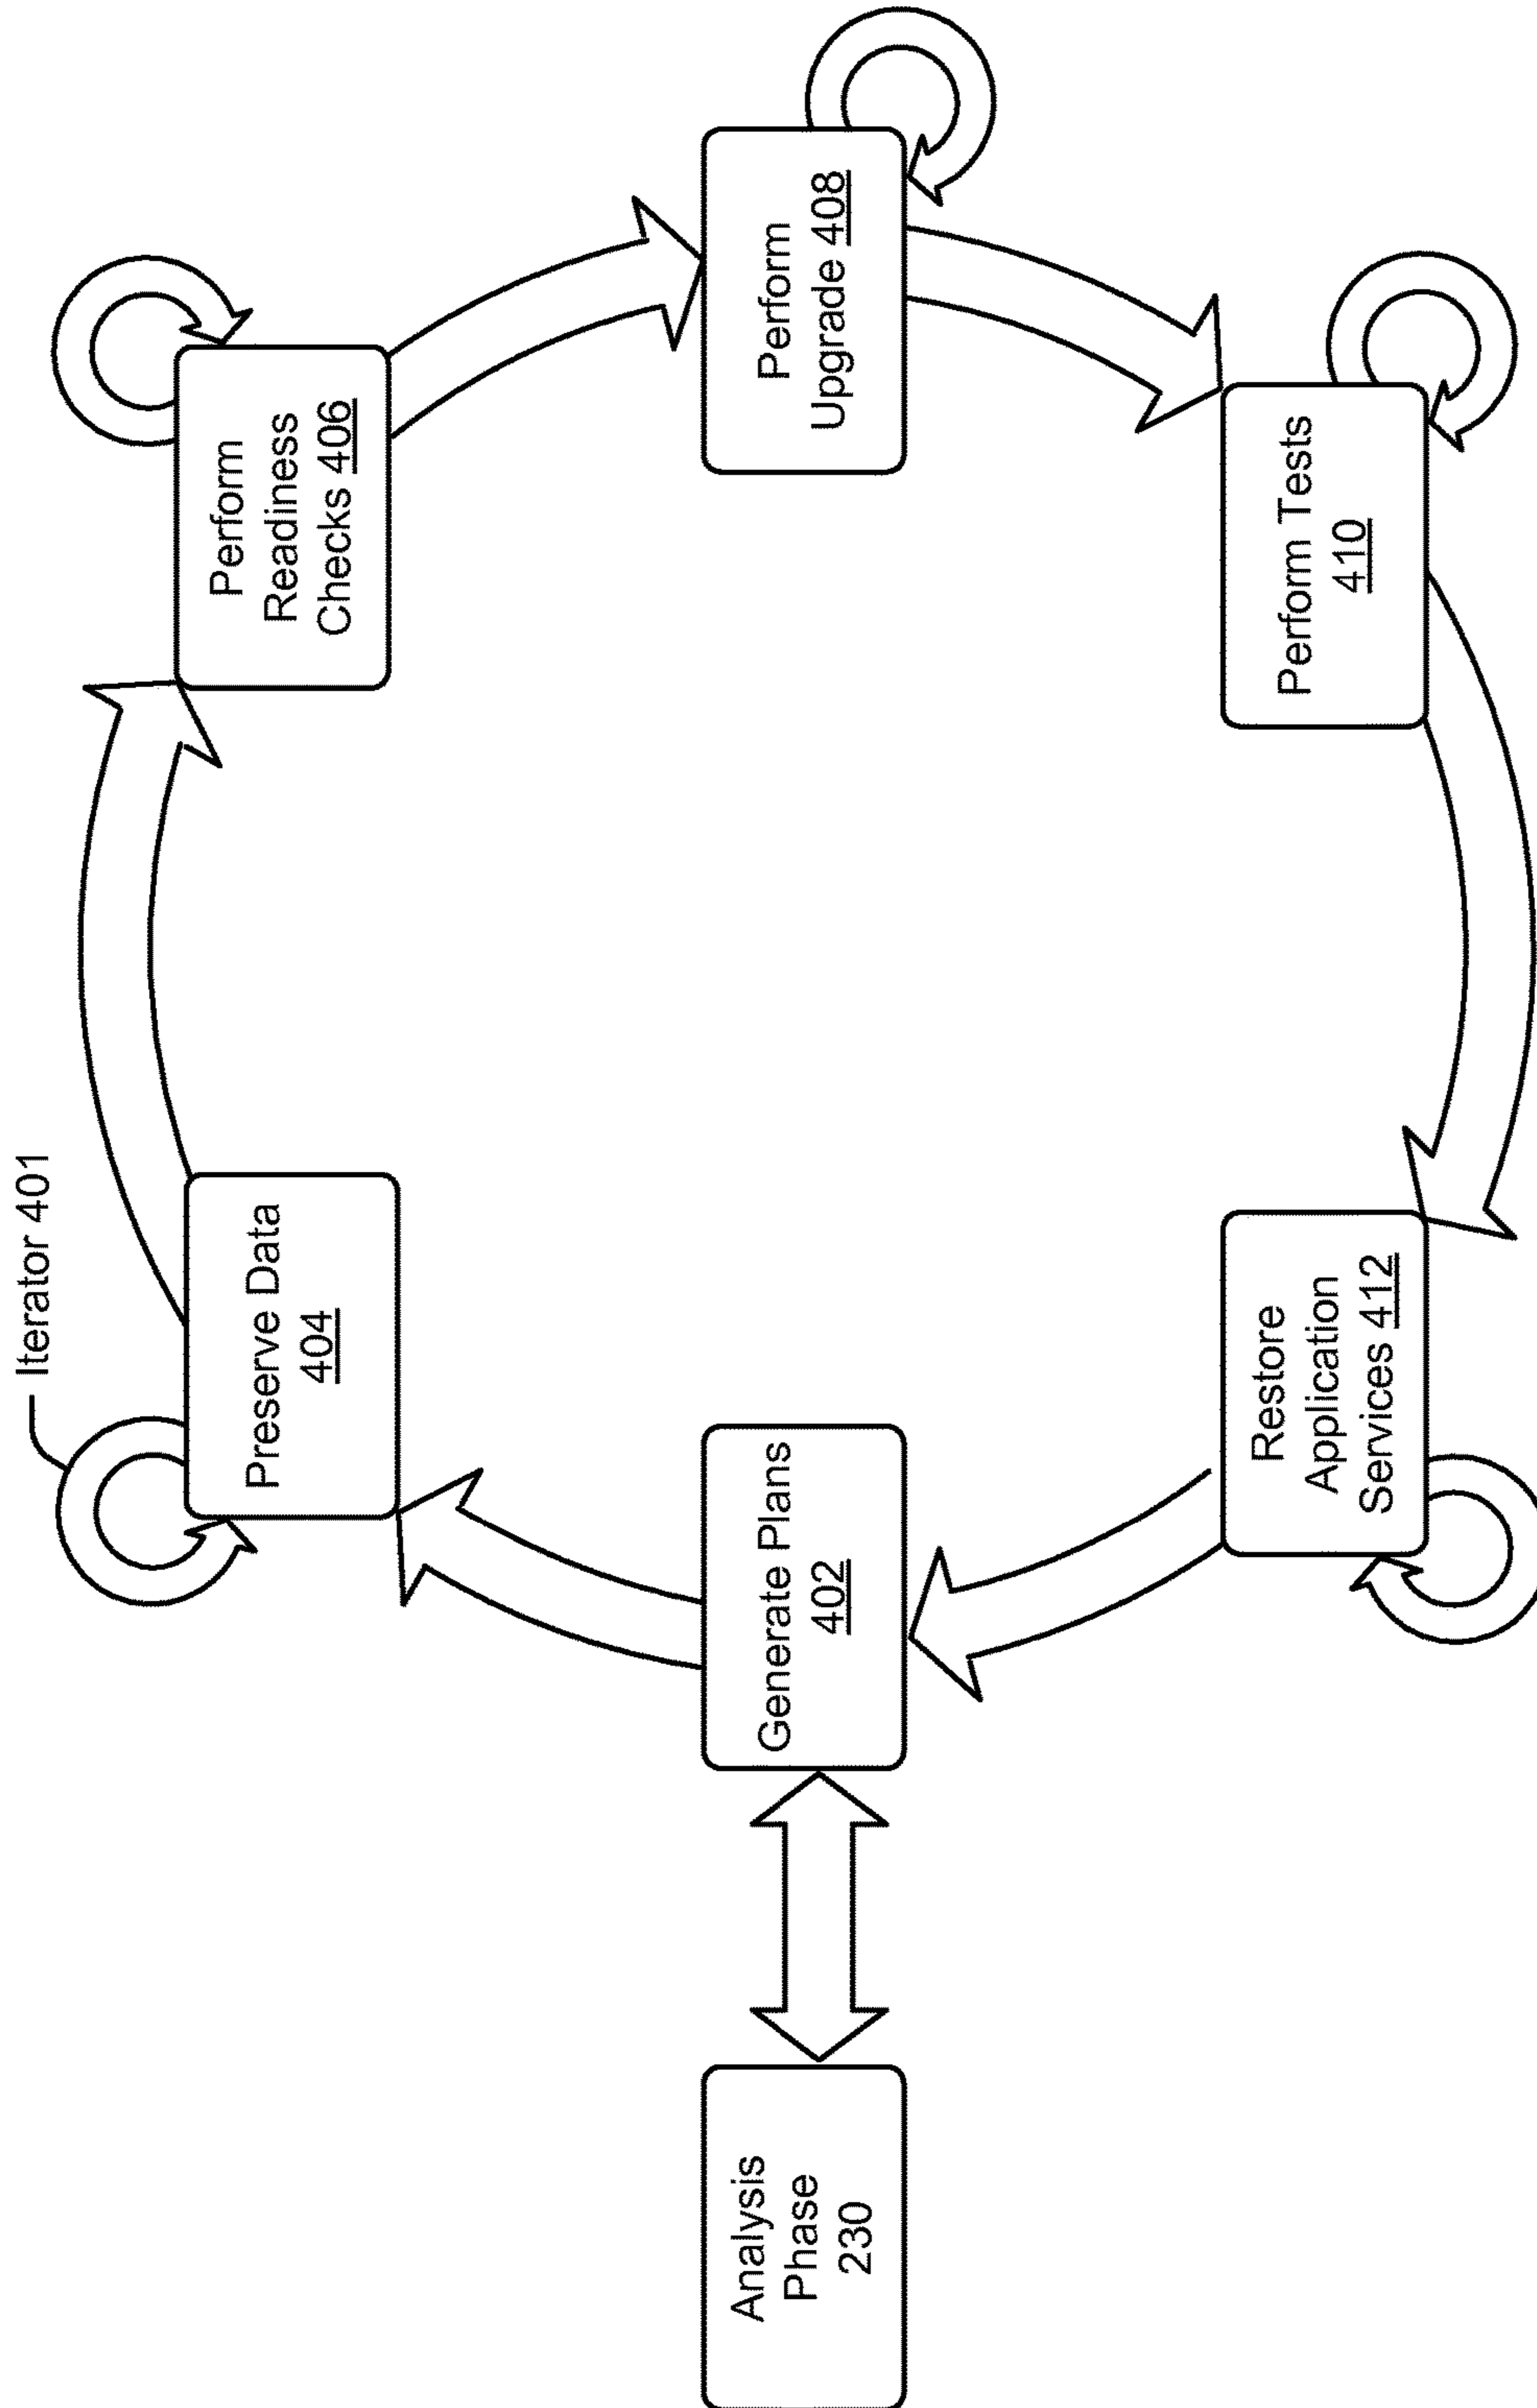 Iterator 401
Preserve Data
404
Perform
Readiness
Checks 406
Analysis
Phase
230
Generate Plans
402
Perform
Upgrade 408
Restore
Application
Services 412
Perform Tests
410